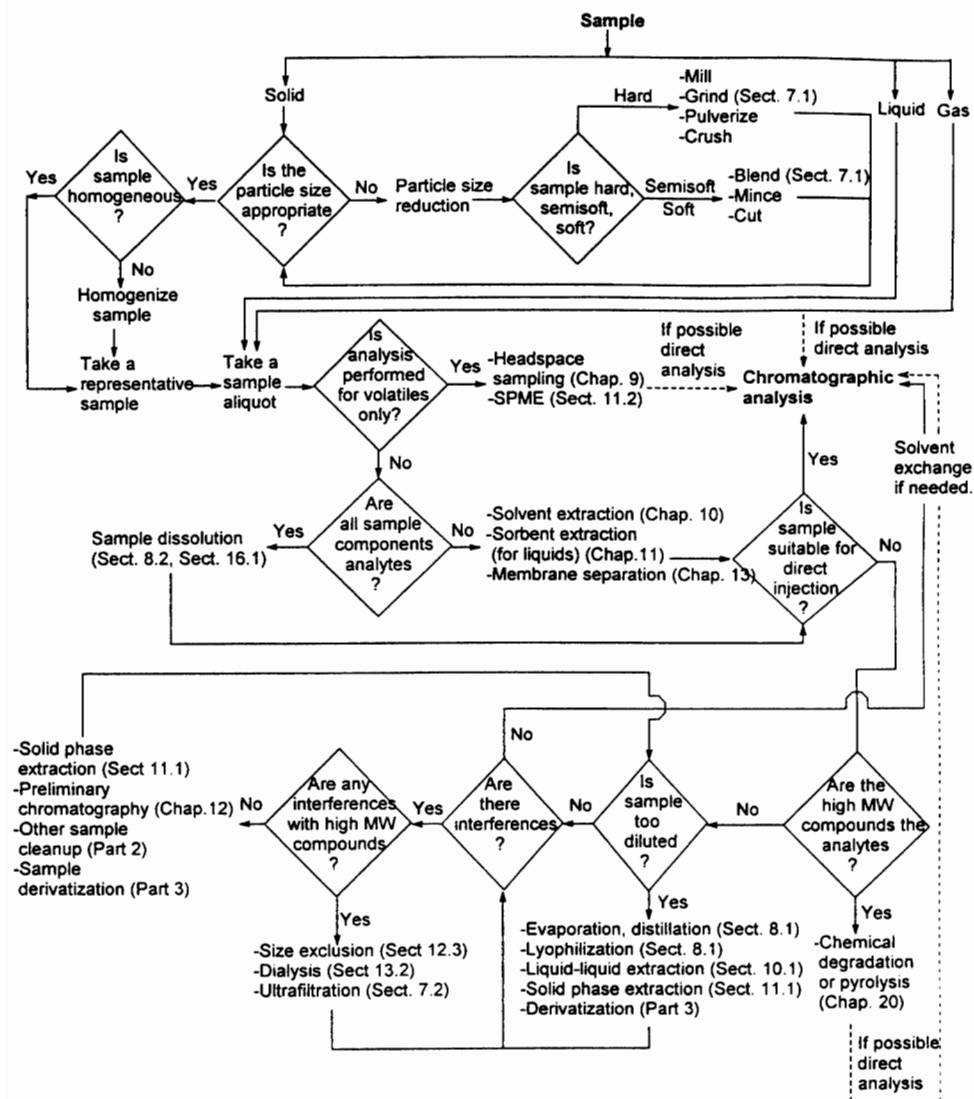 Sample
Solid
Liquid
Gas
Hard
-Mill
-Grind (Sect. 7.1)
-Pulverize
-Crush
Is
sample
homogeneous
?
Yes
No
Yes
Is the
particle size
appropriate
?
No
Particle size
reduction
Is
sample hard,
semisoft,
soft?
Semisoft
Soft
-Blend (Sect. 7.1)
-Mince
-Cut
Homogenize
sample
Take a
representative
sample
Take a
sample
aliquot
Is
analysis
performed
for volatiles
only?
Yes
-Headspace
sampling (Chap. 9)
-SPME (Sect. 11.2)
If possible
direct
analysis
If possible
direct analysis
Chromatographic
analysis
No
Are
all sample
components
analytes
?
Yes
Sample dissolution
(Sect. 8.2, Sect. 16.1)
No
-Solvent extraction (Chap. 10)
-Sorbent extraction
(for liquids) (Chap.11)
-Membrane separation (Chap. 13)
Is
sample
suitable for
direct
injection
?
Yes
No
Solvent
exchange
if needed.
-Solid phase
extraction (Sect 11.1)
-Preliminary
chromatography (Chap.12)
-Other sample
cleanup (Part 2)
-Sample
derivatization (Part 3)
No
Are any
interferences
with high MW
compounds
?
Yes
Yes
Are
there
interferences
?
No
No
Is
sample
too
diluted
?
Yes
No
Are the
high MW
compounds the
analytes
?
Yes
-Size exclusion (Sect 12.3)
-Dialysis (Sect 13.2)
-Ultrafiltration (Sect. 7.2)
-Evaporation, distillation (Sect. 8.1)
-Lyophilization (Sect. 8.1)
-Liquid-liquid extraction (Sect. 10.1)
-Solid phase extraction (Sect. 11.1)
-Derivatization (Part 3)
-Chemical
degradation
or pyrolysis
(Chap. 20)
If possible
direct
analysis